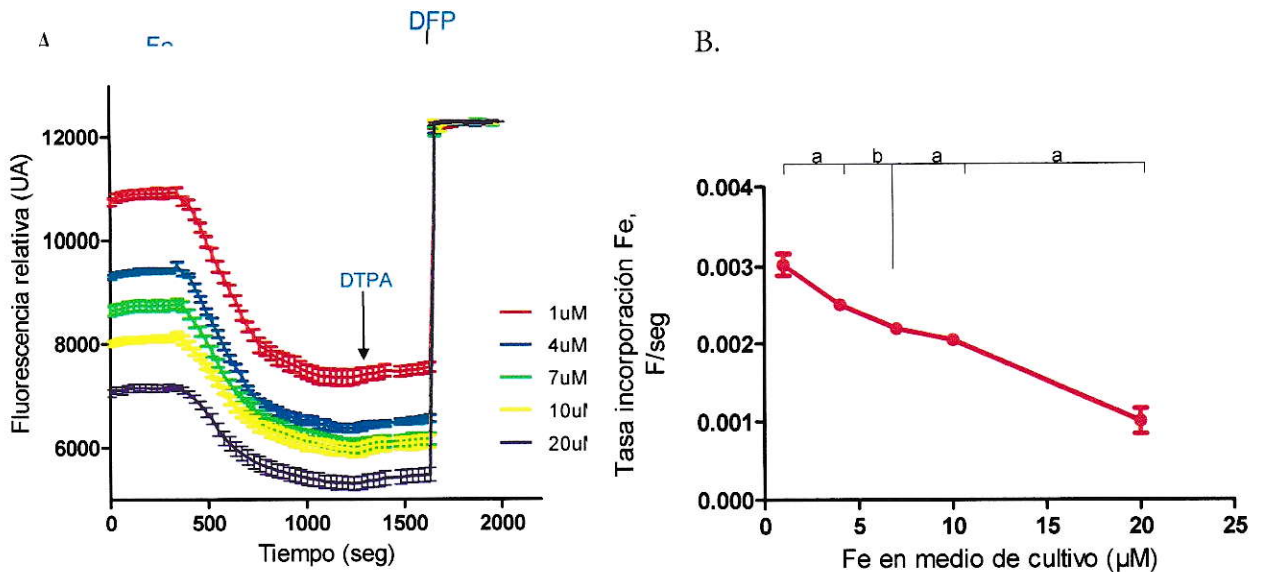 DFP
B.
12000
10000
8000
6000
Fluorescencia relativa (UA)
DTPA
1uM
4uM
7uM
10uM
20uM
0
500
1000
1500
2000
Tiempo (seg)
a
b
a
a
0.004
0.003
0.002
0.001
0.000
Tasa incorporación Fe,
F/seg
0
5
10
15
20
25
Fe en medio de cultivo (µM)